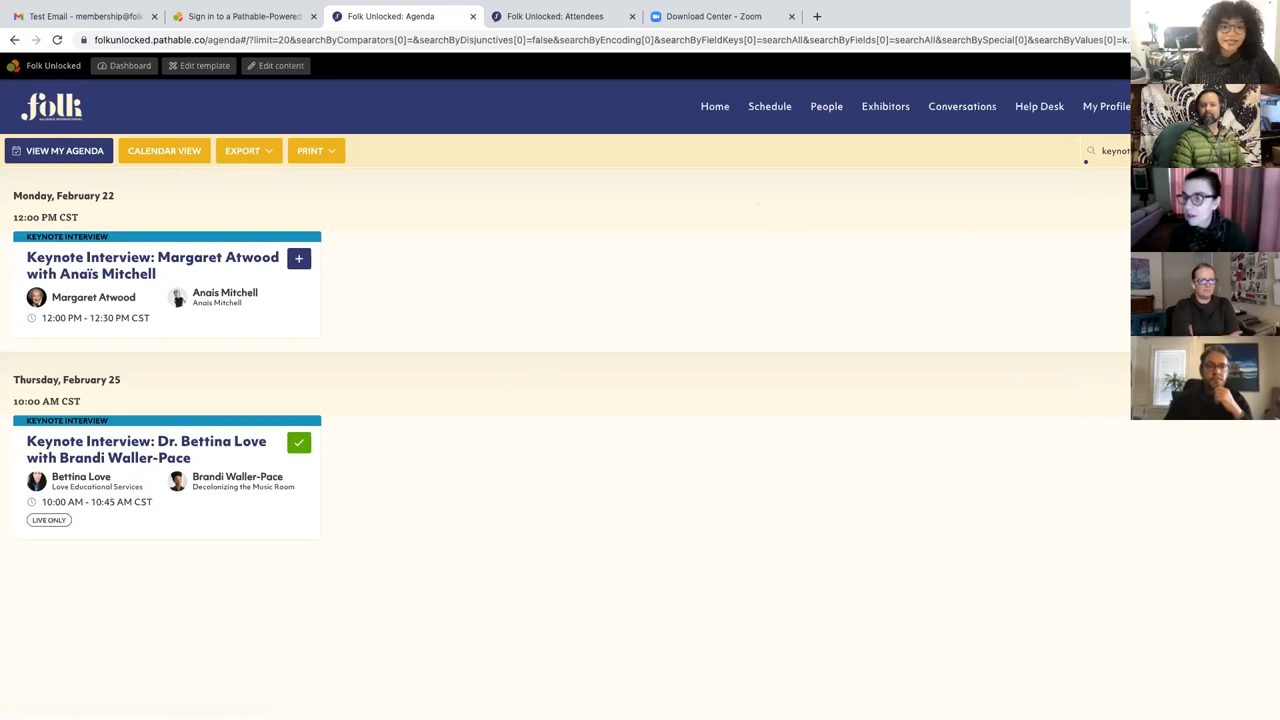 Test Email - membership@folk
Sign in to a Pathable-Powered
Folk Unlocked: Agenda
Folk Unlocked: Attendees
Download Center - Zoom
folkunlocked.pathable.co/agenda#/?limit=20&searchByComparators[0]=&searchByDisjunctives[0]=false&searchByEncoding[0]&searchByFieldKeys[0]=searchAll&searchByFields[0]=searchAll&searchBySpecial[0]&searchByValues[0]=k...
Folk Unlocked
Dashboard
Edit template
Edit content
folk
ALLIANCE INTERNATIONAL
Home
Schedule
People
Exhibitors
Conversations
Help Desk
My Profile
VIEW MY AGENDA
CALENDAR VIEW
EXPORT
PRINT
keynot
Monday, February 22
12:00 PM CST
KEYNOTE INTERVIEW
Keynote Interview: Margaret Atwood
with Anaïs Mitchell
Margaret Atwood
Anaïs Mitchell
Anaïs Mitchell
12:00 PM - 12:30 PM CST
Thursday, February 25
10:00 AM CST
KEYNOTE INTERVIEW
Keynote Interview: Dr. Bettina Love
with Brandi Waller-Pace
Bettina Love
Love Educational Services
Brandi Waller-Pace
Decolonizing the Music Room
10:00 AM - 10:45 AM CST
LIVE ONLY